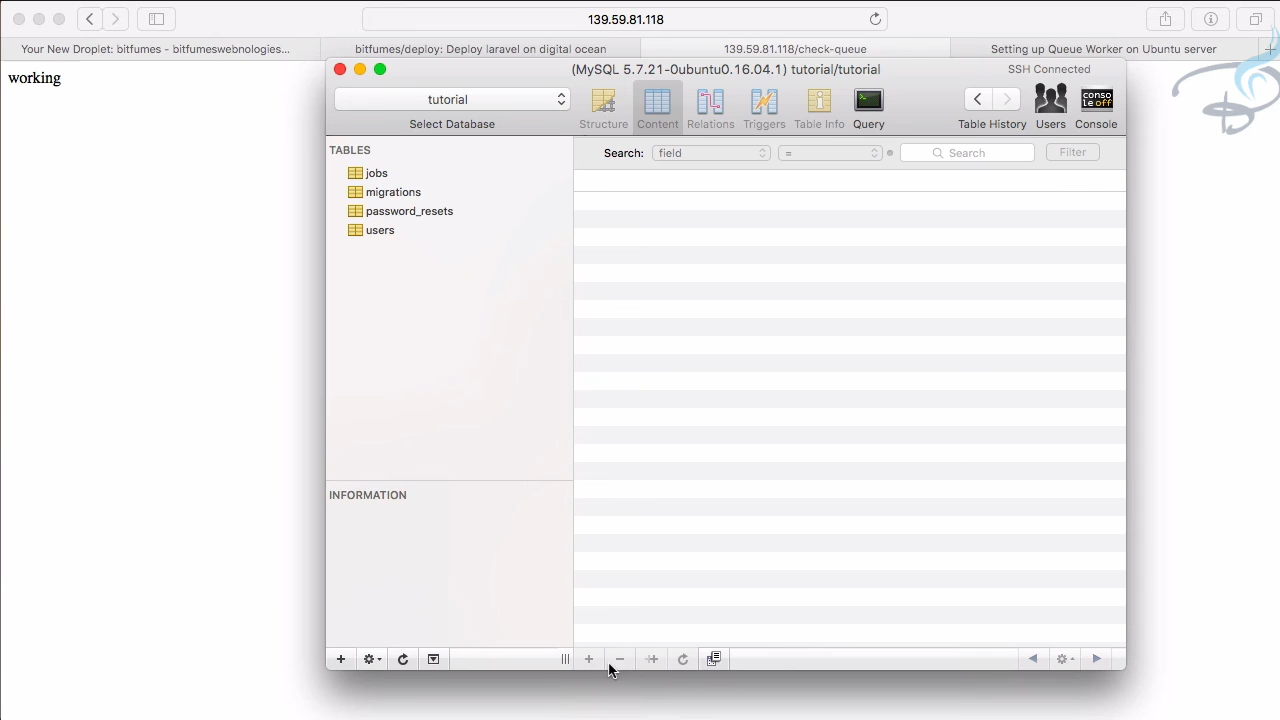 139.59.81.118
Your New Droplet: bitfumes - bitfumeswebnologies...
bitfumes/deploy: Deploy laravel on digital ocean
139.59.81.118/check-queue
Setting up Queue Worker on Ubuntu server
working
(MySQL 5.7.21-0ubuntu0.16.04.1) tutorial/tutorial
SSH Connected
tutorial
Select Database
Structure
Content
Relations
Triggers
Table Info
Query
Table History
Users
conso
le off
Console
TABLES
Search:
field
=
Search
Filter
jobs
migrations
password_resets
users
INFORMATION